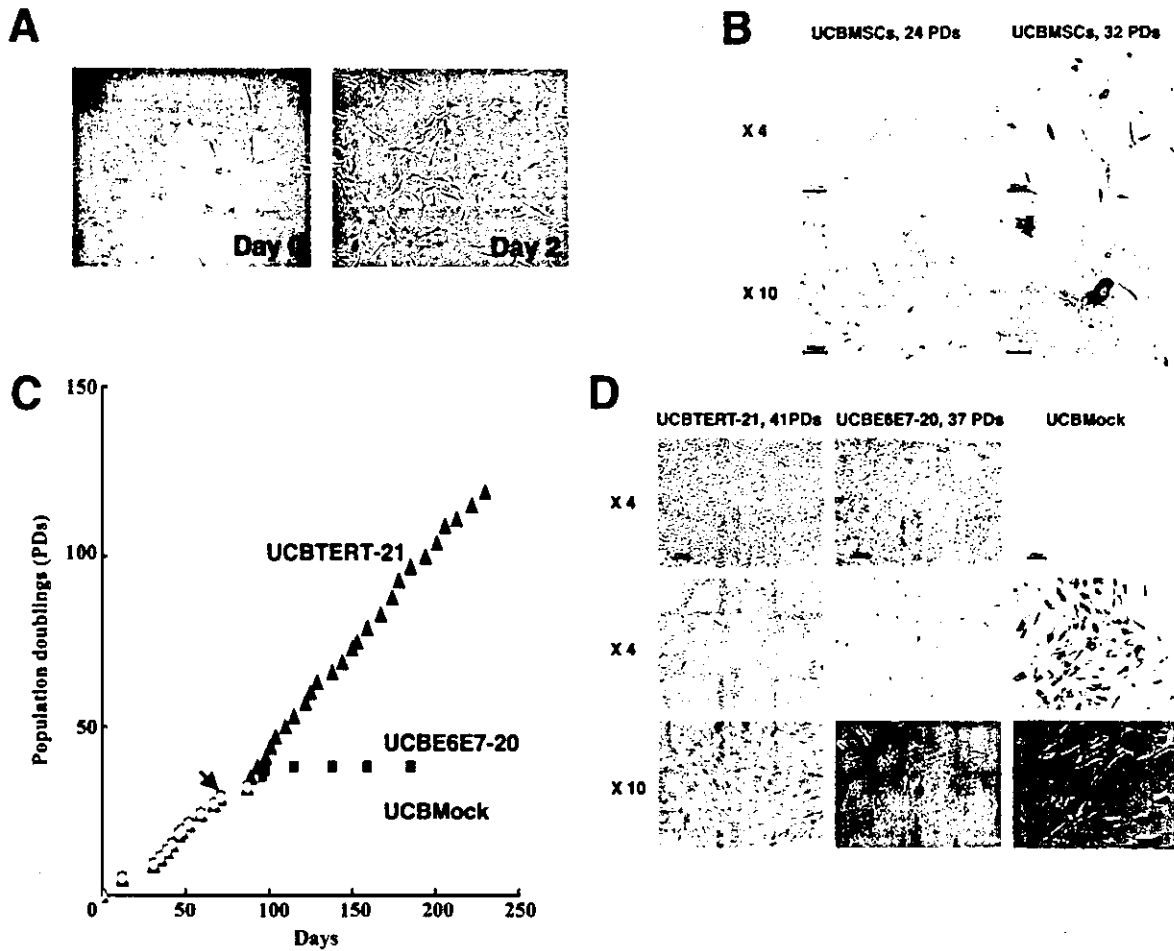 A
Day 0
Day 2
B
UCBMSCs, 24 PDs
UCBMSCs, 32 PDs
X 4
X 10
C
Population doublings (PDs)
150
100
50
0
UCBTERT-21
UCBE6E7-20
UCBMock
0 50 100 150 200 250
Days
D
UCBTERT-21, 41PDs
UCBE6E7-20, 37 PDs
UCBMock
X 4
X 4
X 10